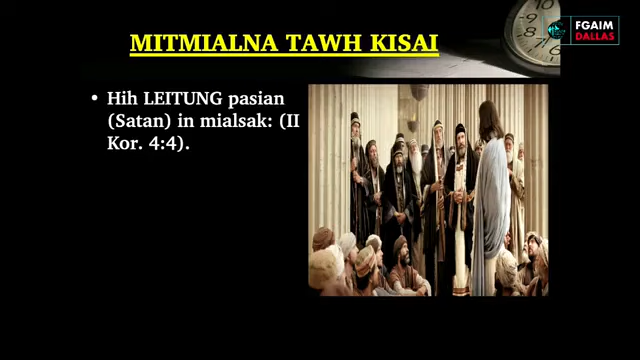 FGAIM
DALLAS
MITMIALNA TAWH KISAI
• Hih LEITUNG pasian
(Satan) in mialsak: (II
Kor. 4:4).